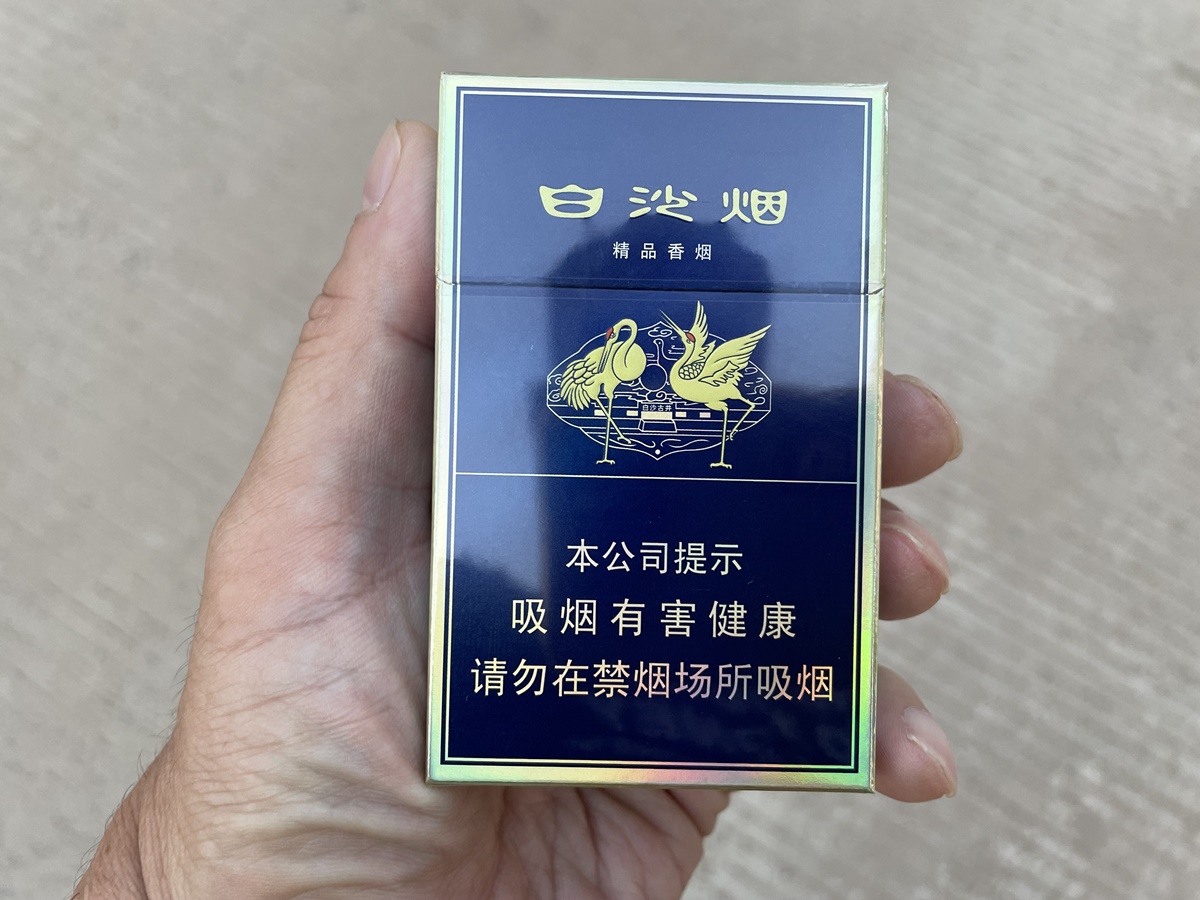 白沙烟
精品香烟
白沙古井
本公司提示
吸烟有害健康
请勿在禁烟场所吸烟